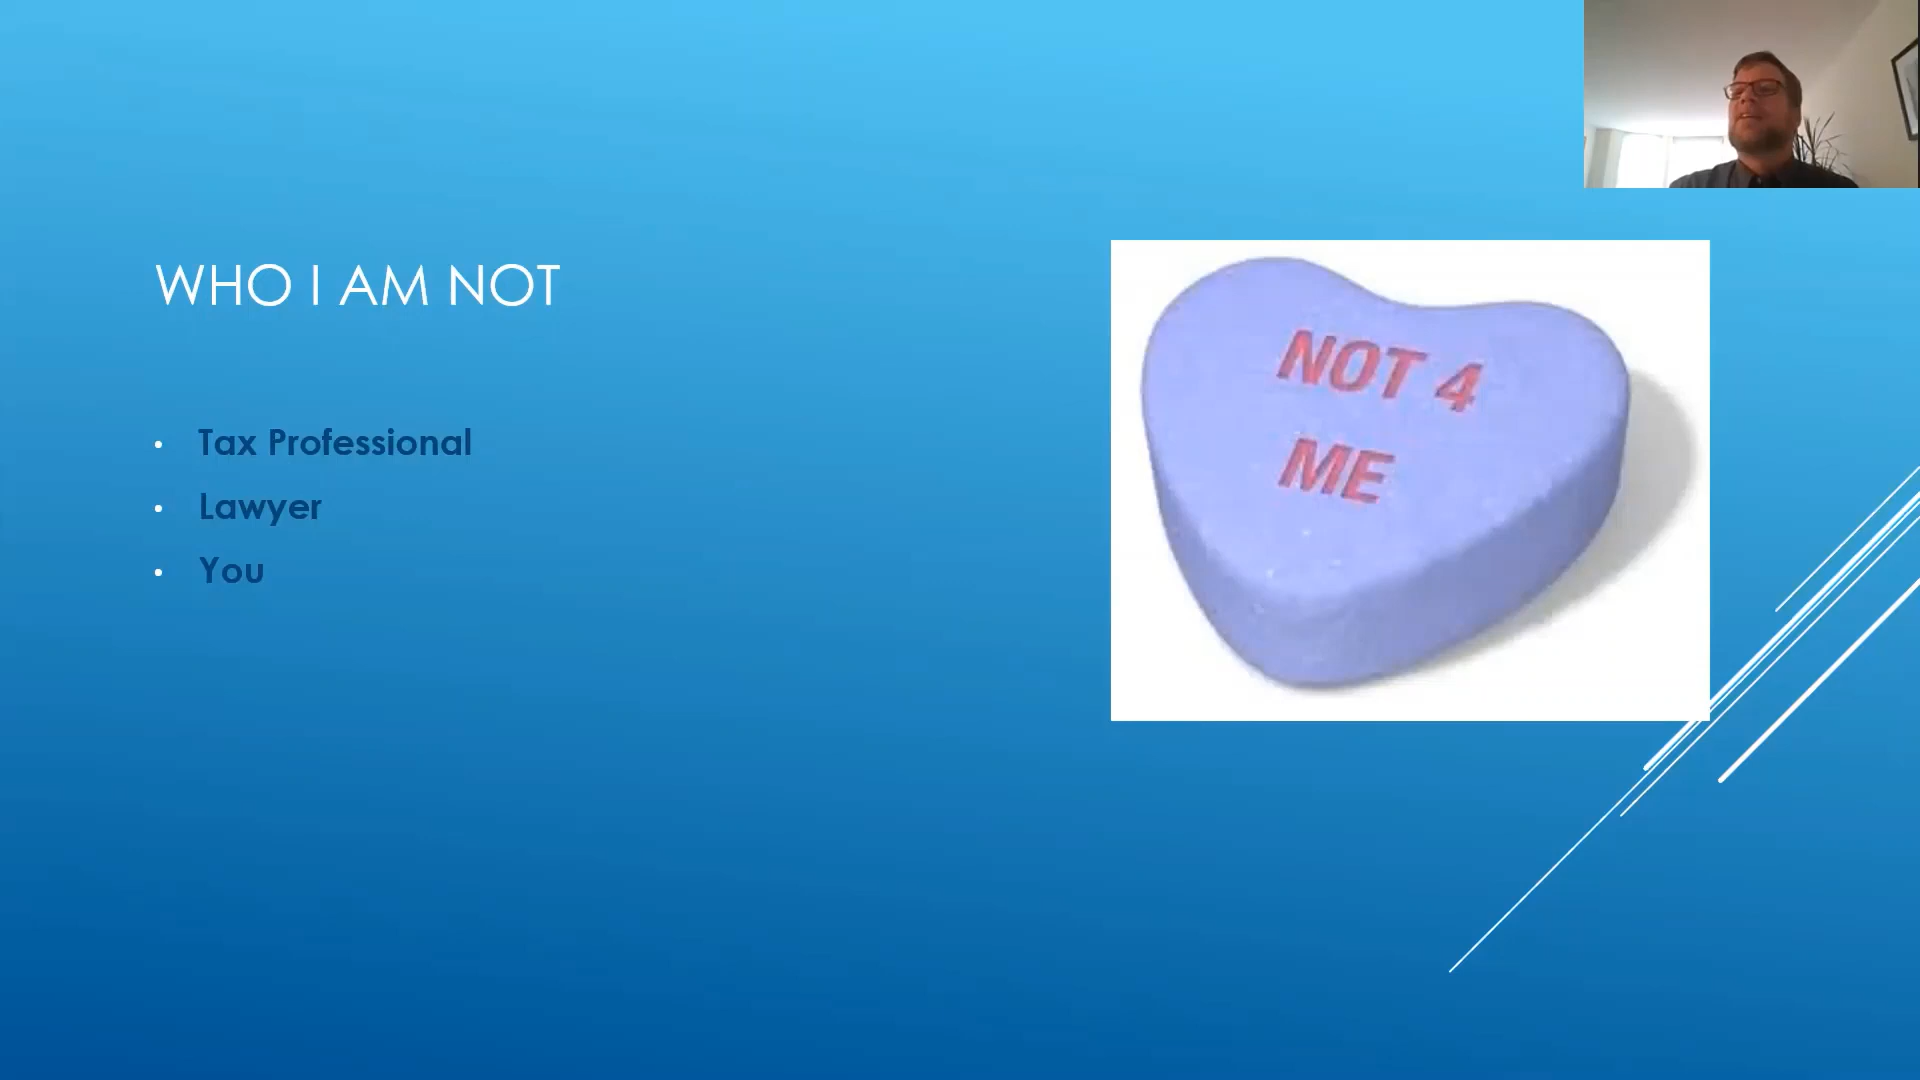 WHO I AM NOT
Tax Professional
Lawyer
You
NOT 4
ME